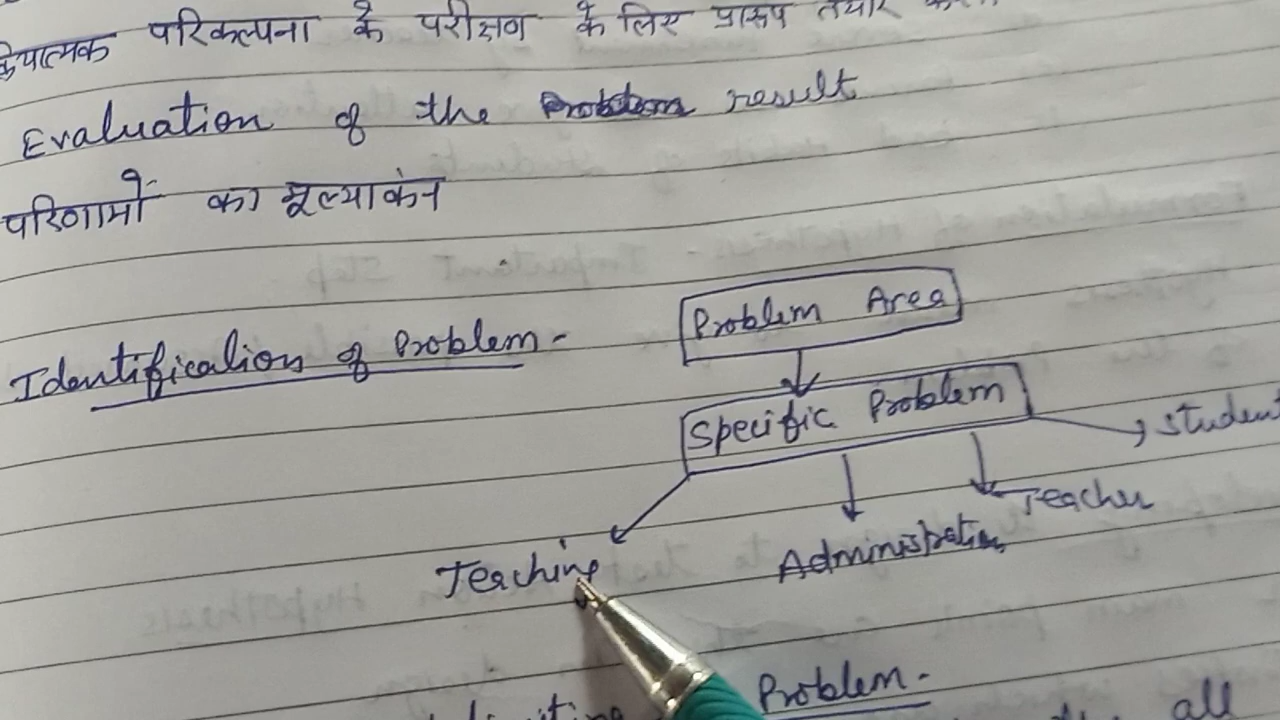 परिकल्पना के परीक्षण के लिए प्रारूप तैयार
Evaluation of the result
परिणामों का मूल्याकंन
Identification of Problem -
Problem Area
Specific Problem
Student
Teacher
Administration
Teaching
Problem -
all